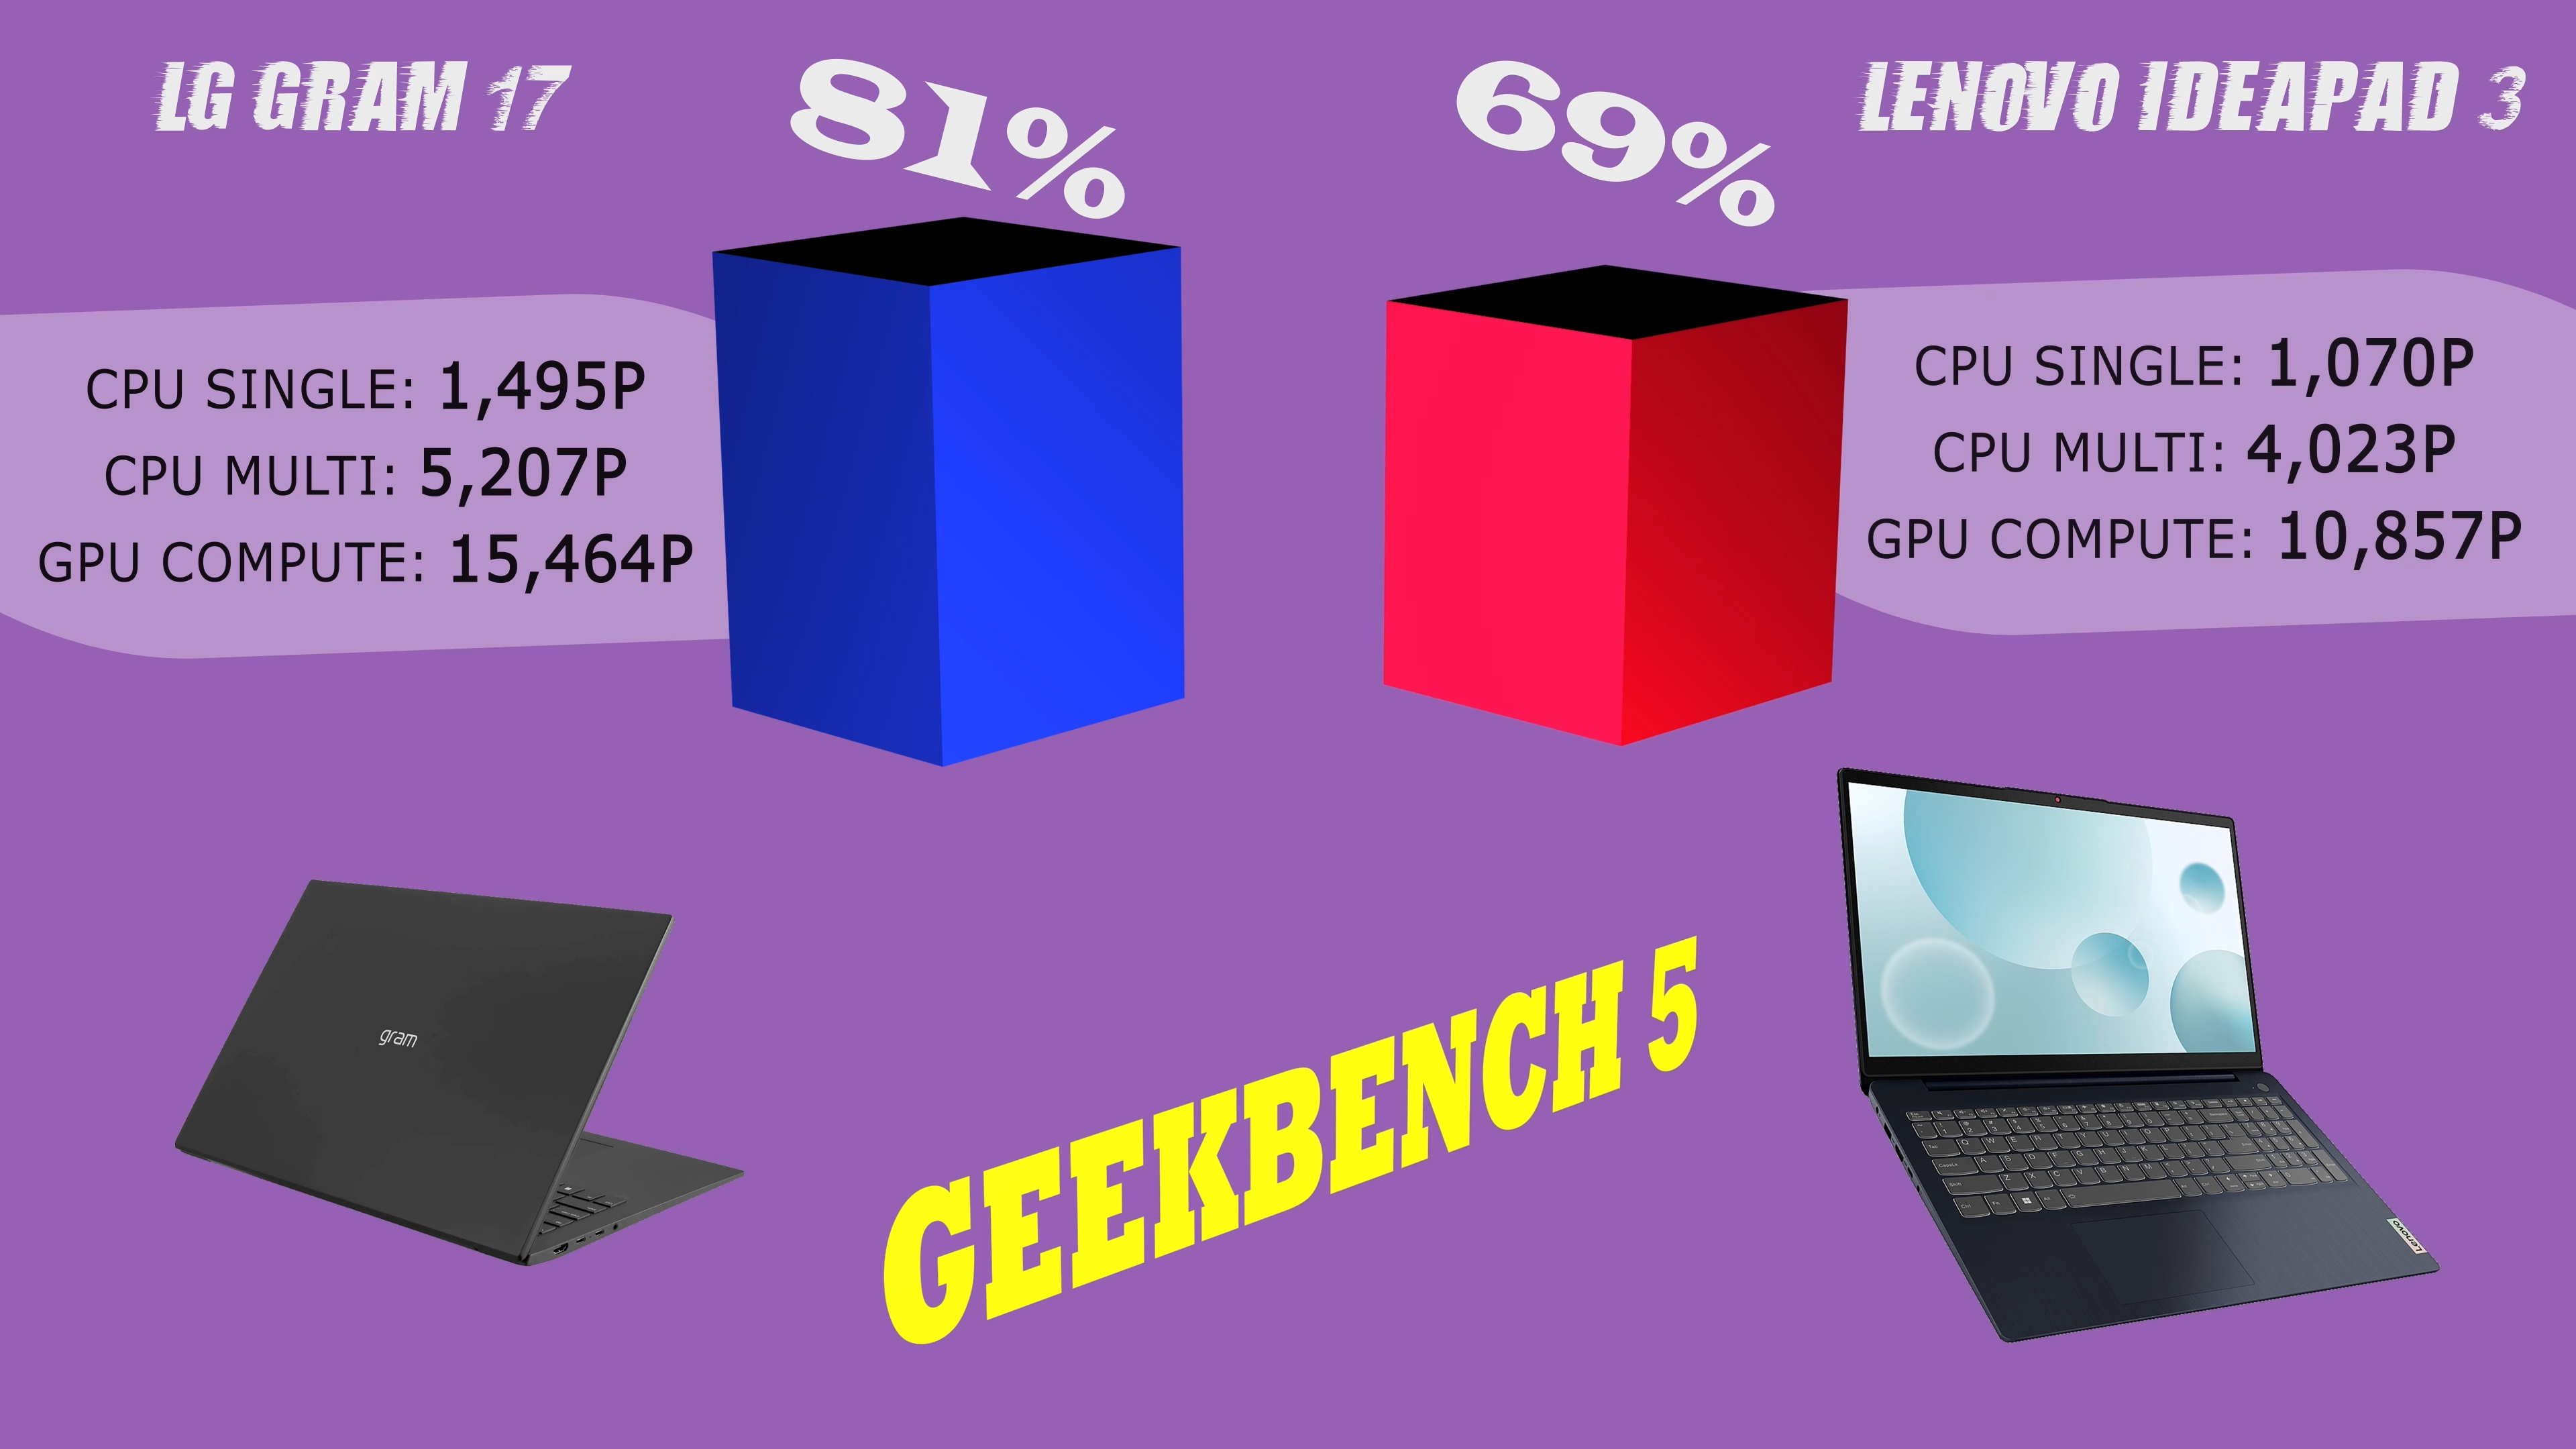 LG GRAM 17
81%
69%
LENOVO IDEAPAD 3
CPU SINGLE: 1,495P
CPU MULTI: 5,207P
GPU COMPUTE: 15,464P
CPU SINGLE: 1,070P
CPU MULTI: 4,023P
GPU COMPUTE: 10,857P
gram
GEEKBENCH 5
Lenovo